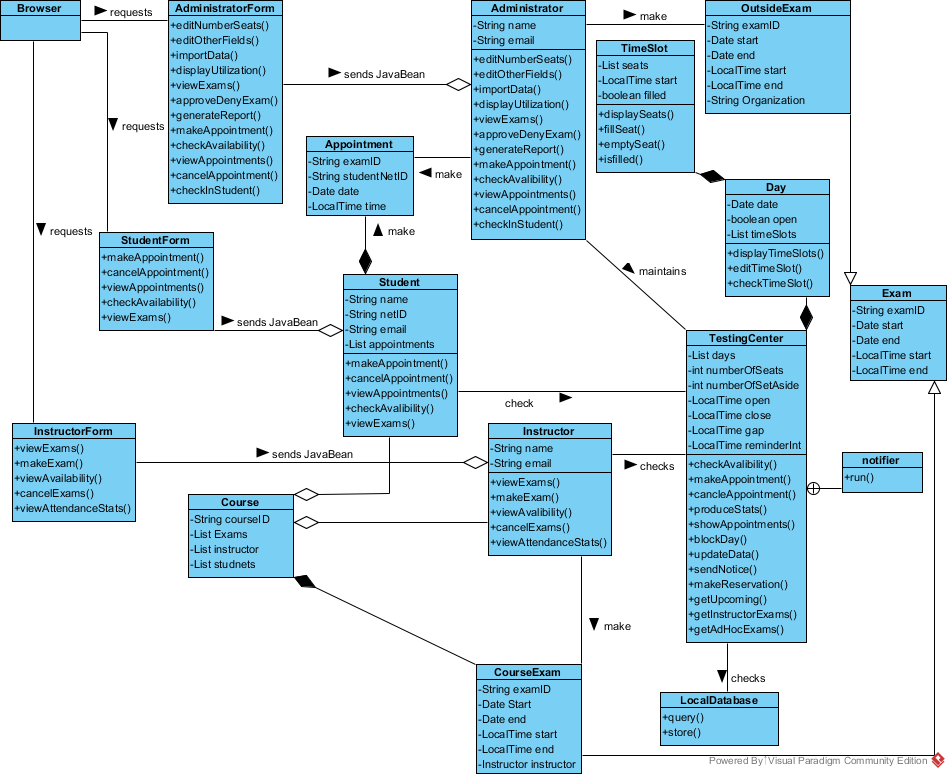 Browser
requests
requests
requests
AdministratorForm
+editNumberSeats()
+editOtherFields()
+importData()
+displayUtilization()
+viewExams()
+approveDenyExam()
+generateReport()
+makeAppointment()
+checkAvailability()
+viewAppointments()
+cancelAppointment()
+checkInStudent()
sends JavaBean
Administrator
-String name
-String email
+editNumberSeats()
+editOtherFields()
+importData()
+displayUtilization()
+viewExams()
+approveDenyExam()
+generateReport()
+makeAppointment()
+checkAvalibility()
+viewAppointments()
+cancelAppointment()
+checkInStudent()
make
OutsideExam
-String examID
-Date start
-Date end
-LocalTime start
-LocalTime end
-String Organization
TimeSlot
-List seats
-LocalTime start
-boolean filled
+displaySeats()
+fillSeat()
+emptySeat()
+isfilled()
Appointment
-String examID
-String studentNetID
-Date date
-LocalTime time
make
make
Day
-Date date
-boolean open
-List timeSlots
+displayTimeSlots()
+editTimeSlot()
+checkTimeSlot()
StudentForm
+makeAppointment()
+cancelAppointment()
+viewAppointments()
+checkAvailability()
+viewExams()
sends JavaBean
Student
-String name
-String netID
-String email
-List appointments
+makeAppointment()
+cancelAppointment()
+viewAppointments()
+checkAvalibility()
+viewExams()
maintains
Exam
-String examID
-Date start
-Date end
-LocalTime start
-LocalTime end
TestingCenter
-List days
-int numberOfSeats
-int numberOfSetAside
-LocalTime open
-LocalTime close
-LocalTime gap
-LocalTime reminderInt
+checkAvalibility()
+makeAppointment()
+cancleAppointment()
+produceStats()
+showAppointments()
+blockDay()
+updateData()
+sendNotice()
+makeReservation()
+getUpcoming()
+getInstructorExams()
+getAdHocExams()
check
InstructorForm
+viewExams()
+makeExam()
+viewAvailability()
+cancelExams()
+viewAttendanceStats()
sends JavaBean
Instructor
-String name
-String email
+viewExams()
+makeExam()
+viewAvalibility()
+cancelExams()
+viewAttendanceStats()
checks
notifier
+run()
Course
-String courseID
-List Exams
-List instructor
-List studnets
make
CourseExam
-String examID
-Date Start
-Date end
-LocalTime start
-LocalTime end
-Instructor instructor
checks
LocalDatabase
+query()
+store()
Powered By Visual Paradigm Community Edition